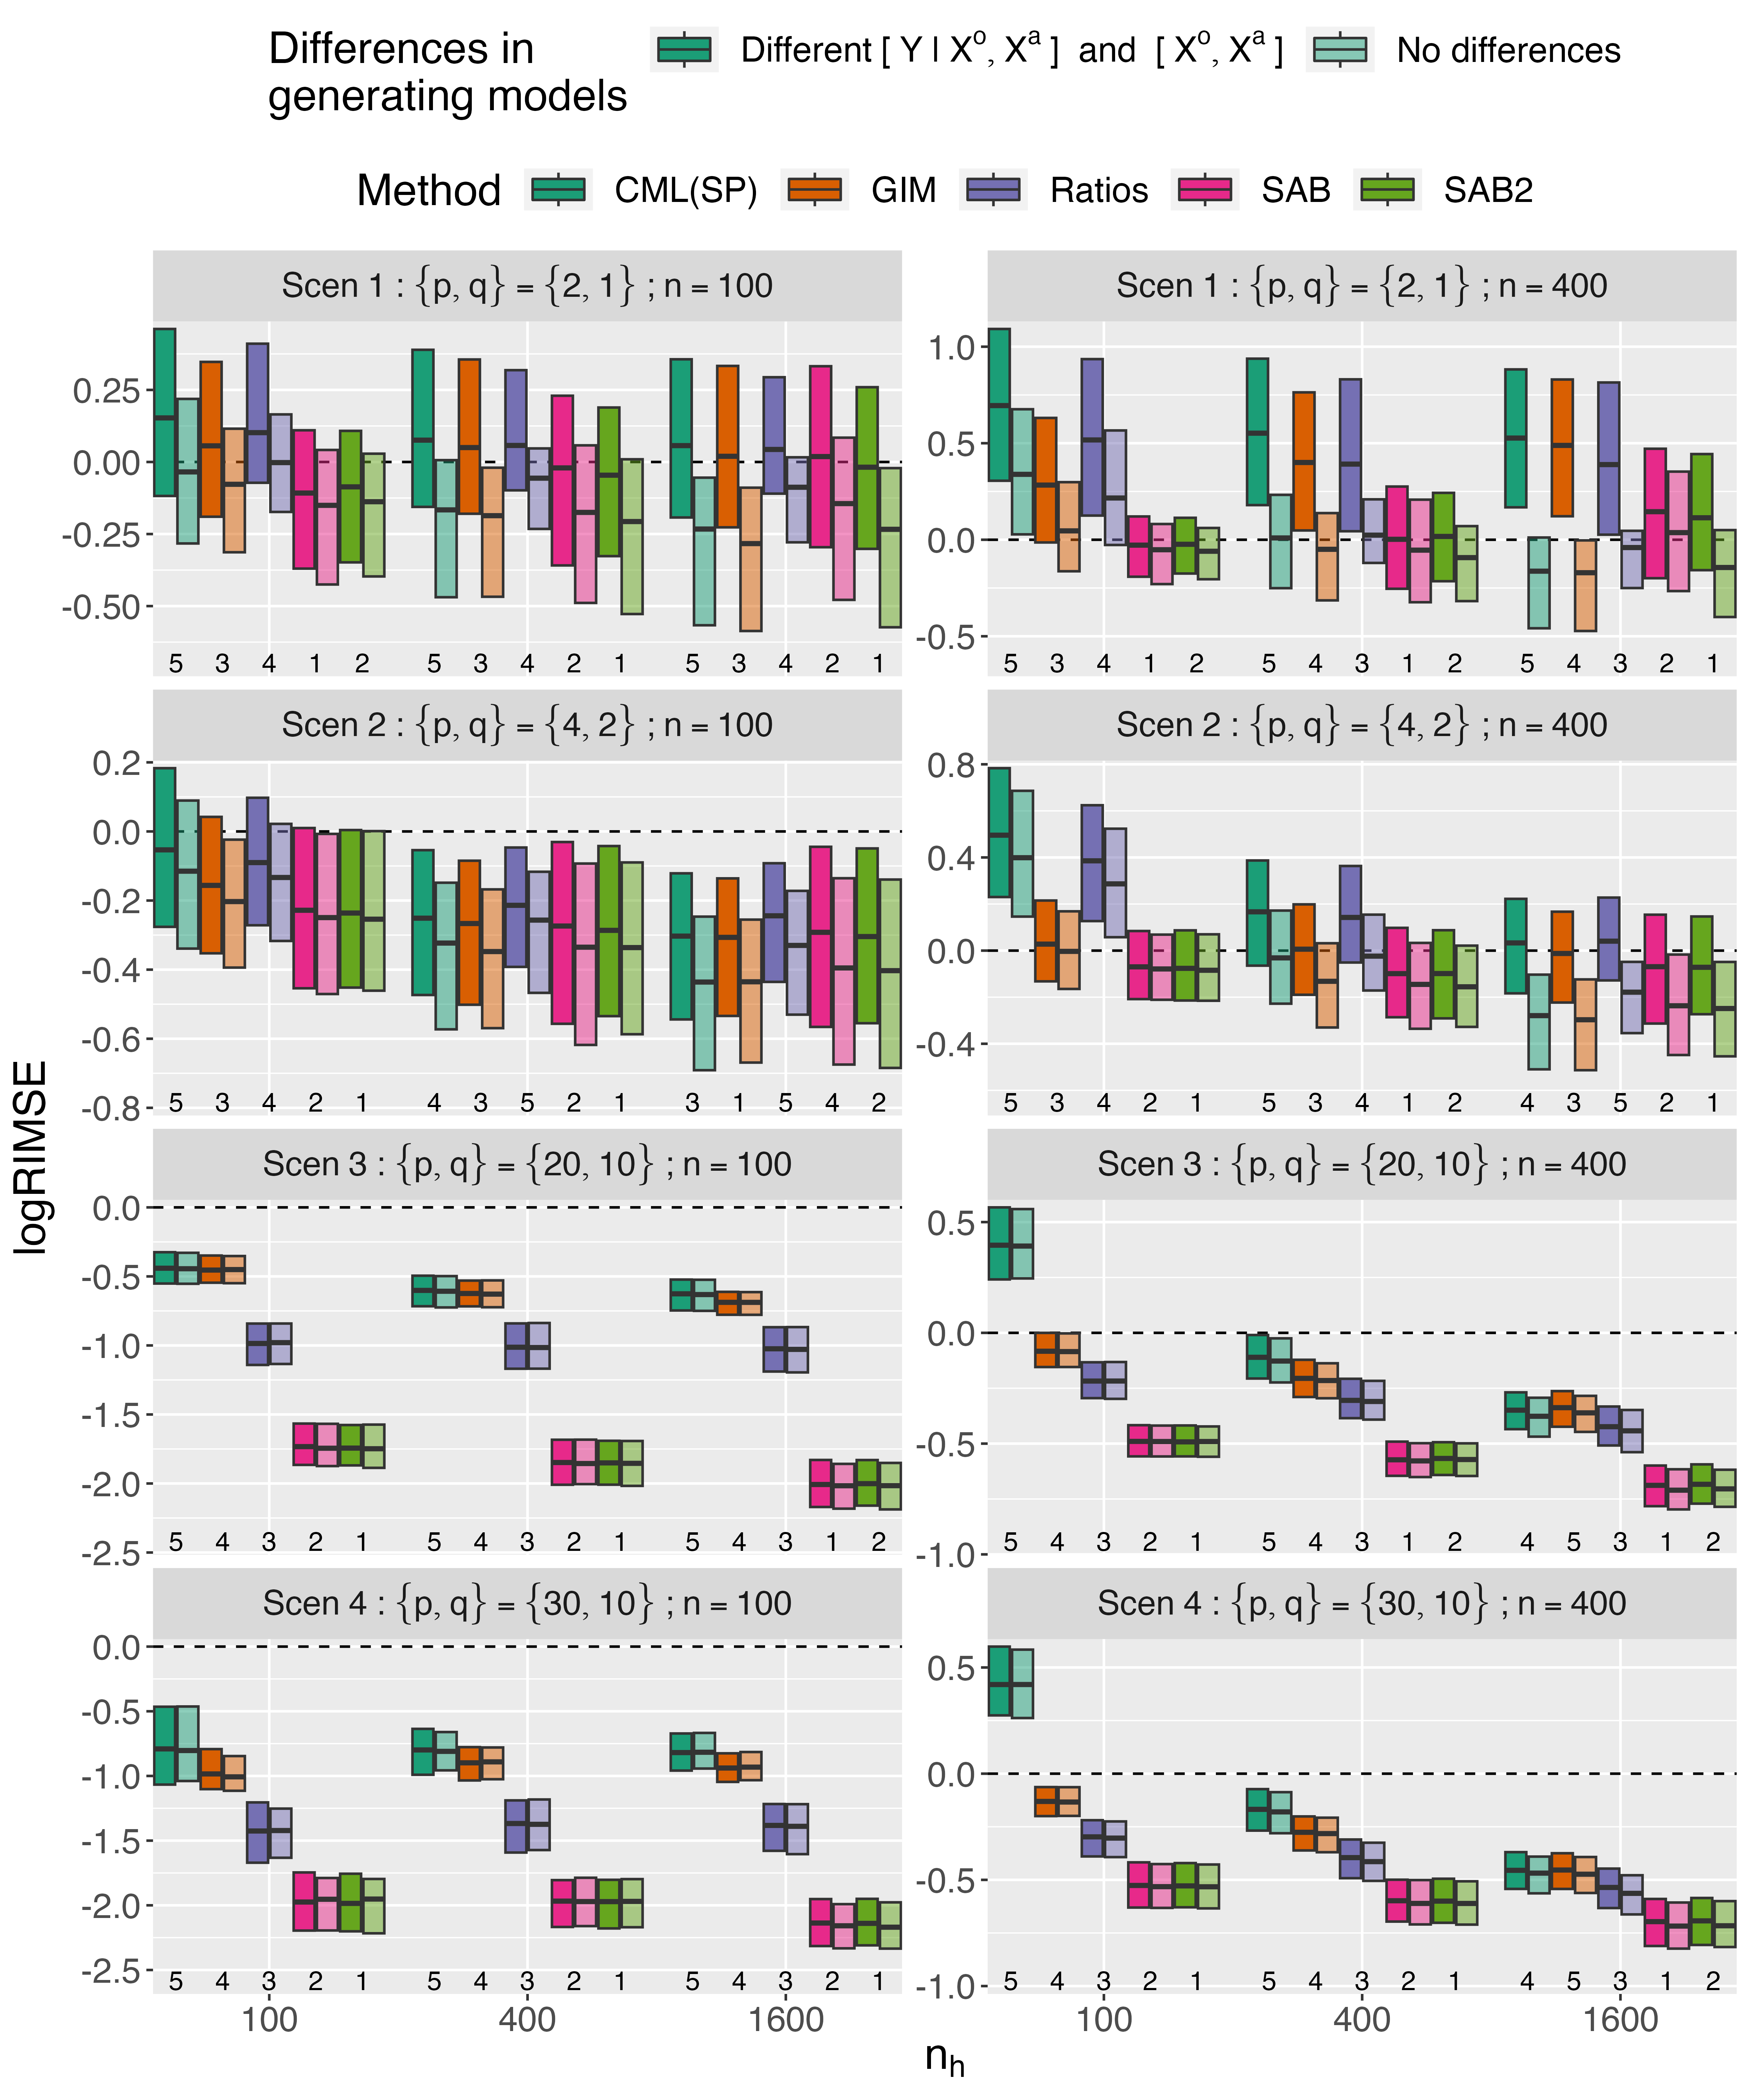 Differences in
generating models
Different [ Y | Xᵒ, Xᵃ ] and [ Xᵒ, Xᵃ ]
No differences
Method CML(SP) GIM Ratios SAB SAB2
logRIMSE
Scen 1 : {p, q} = {2, 1} ; n = 100
0.25
0.00
-0.25
-0.50
5 3 4 1 2 5 3 4 2 1 5 3 4 2 1
Scen 1 : {p, q} = {2, 1} ; n = 400
1.0
0.5
0.0
-0.5
5 3 4 1 2 5 4 3 1 2 5 4 3 2 1
Scen 2 : {p, q} = {4, 2} ; n = 100
0.2
0.0
-0.2
-0.4
-0.6
-0.8
5 3 4 2 1 4 3 5 2 1 3 1 5 4 2
Scen 2 : {p, q} = {4, 2} ; n = 400
0.8
0.4
0.0
-0.4
5 3 4 2 1 5 3 4 1 2 4 3 5 2 1
Scen 3 : {p, q} = {20, 10} ; n = 100
0.0
-0.5
-1.0
-1.5
-2.0
-2.5
5 4 3 2 1 5 4 3 2 1 5 4 3 1 2
Scen 3 : {p, q} = {20, 10} ; n = 400
0.5
0.0
-0.5
-1.0
5 4 3 2 1 5 4 3 1 2 4 5 3 1 2
Scen 4 : {p, q} = {30, 10} ; n = 100
0.0
-0.5
-1.0
-1.5
-2.0
-2.5
5 4 3 2 1 5 4 3 2 1 5 4 3 2 1
100 400 1600
Scen 4 : {p, q} = {30, 10} ; n = 400
0.5
0.0
-0.5
-1.0
5 4 3 2 1 5 4 3 2 1 4 5 3 1 2
100 400 1600
nₕ